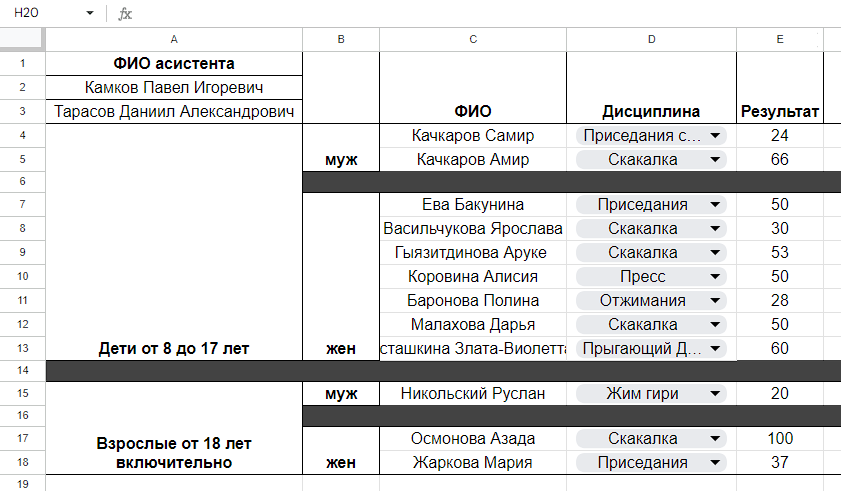 H20 fx
A B C D E
1 ФИО асистента
2 Камков Павел Игоревич
3 Тарасов Даниил Александрович ФИО Дисциплина Результат
4 Качкаров Самир Приседания с... 24
5 муж Качкаров Амир Скакалка 66
6
7 Ева Бакунина Приседания 50
8 Васильчукова Ярослава Скакалка 30
9 Гыязитдинова Аруке Скакалка 53
10 Коровина Алисия Пресс 50
11 Баронова Полина Отжимания 28
12 Малахова Дарья Скакалка 50
13 Дети от 8 до 17 лет жен сташкина Злата-Виолетта Прыгающий Д... 60
14
15 муж Никольский Руслан Жим гири 20
16
17 Взрослые от 18 лет Осмонова Азада Скакалка 100
18 включительно жен Жаркова Мария Приседания 37
19